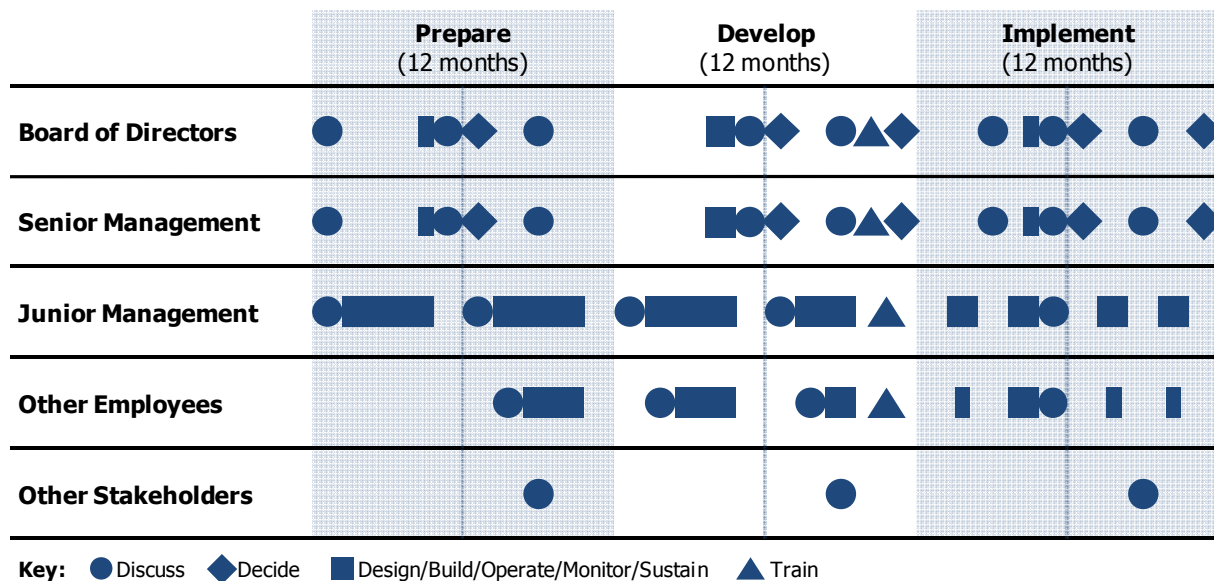 Prepare Develop Implement
(12 months) (12 months) (12 months)
Board of Directors
Senior Management
Junior Management
Other Employees
Other Stakeholders
Key: Discuss Decide Design/Build/Operate/Monitor/Sustain Train